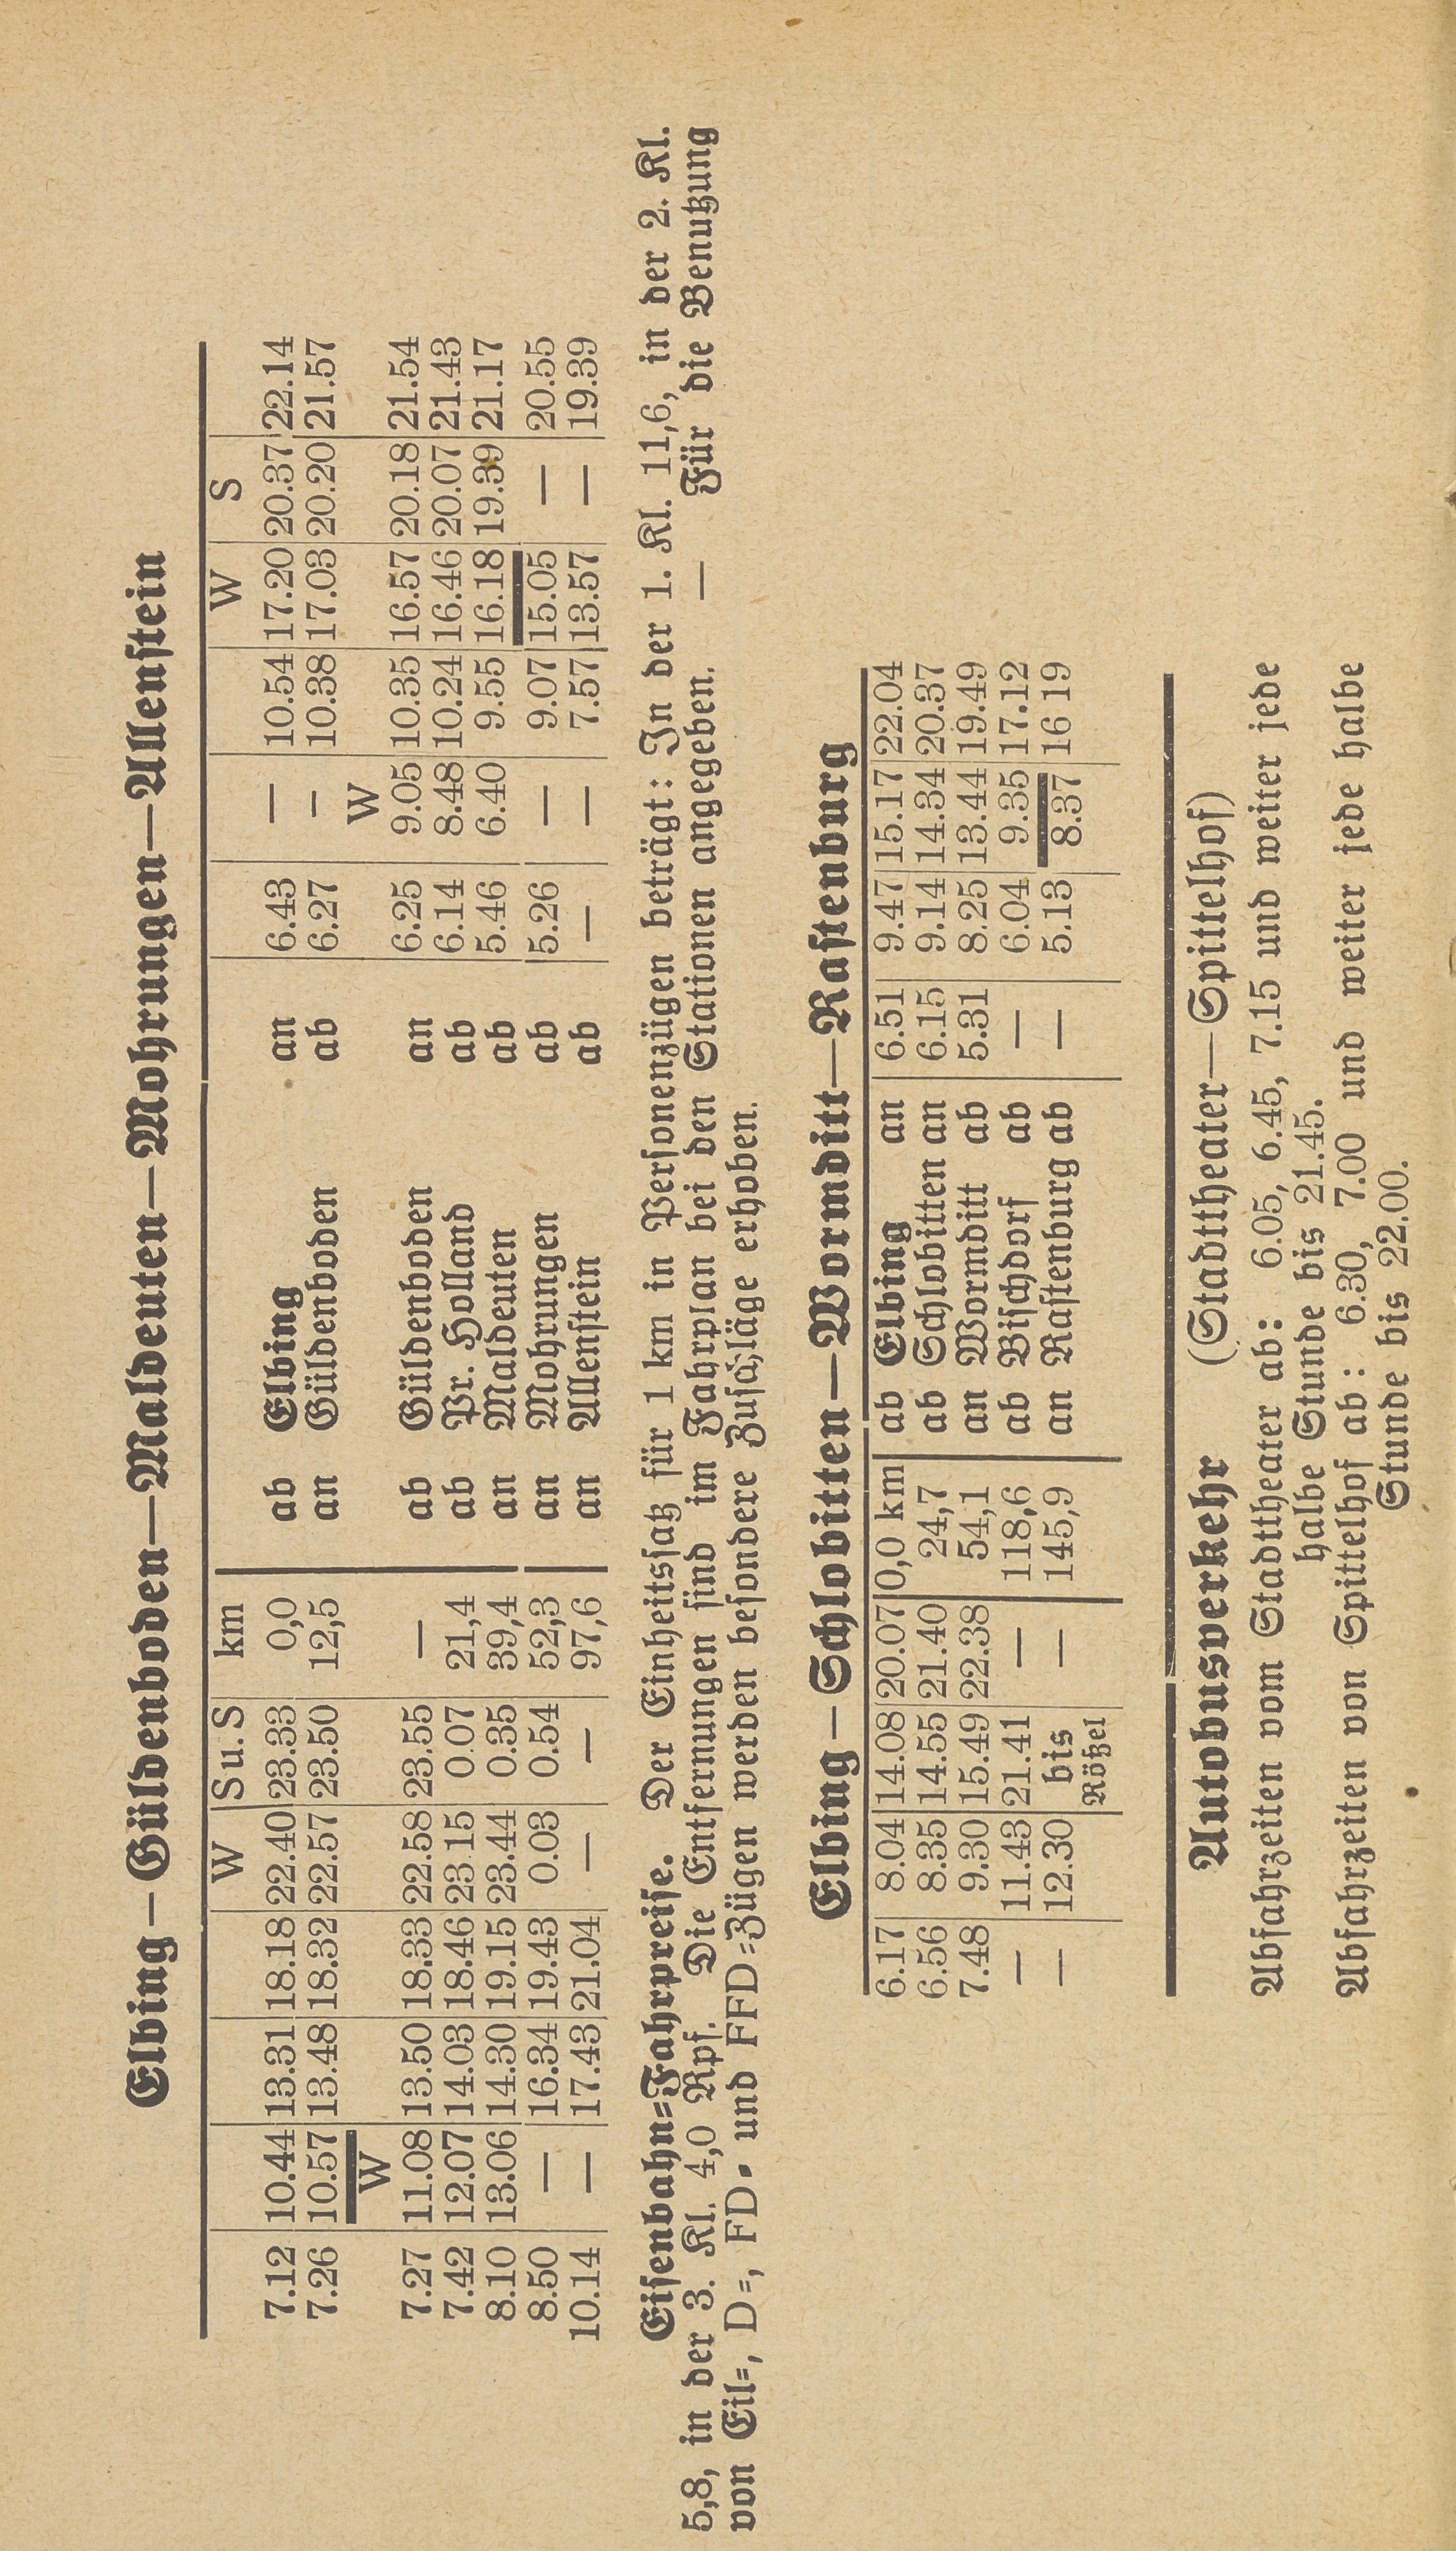 Elbing—Güldenboden—Maldeuten—Mohrungen—Allenstein
W Su. S km W S
7.12 10.44 13.31 18.18 22.40 23.33 0,0 ab Elbing an 6.43 — 10.54 17.20 20.37 22.14
7.26 10.57 13.48 18.32 22.57 23.50 12,5 an Güldenboden ab 6.27 — 10.38 17.03 20.20 21.57
W W
7.27 11.08 13.50 18.33 22.58 23.55 — ab Güldenboden an 6.25 9.05 10.35 16.57 20.18 21.54
7.42 12.07 14.03 18.46 23 15 0.07 21,4 ab Pr. Holland ab 6.14 8.48 10.24 16.46 20.07 21.43
8.10 13.06 14.30 19.15 23.44 0.35 39,4 an Maldeuten ab 5.46 6.40 9.55 16.18 19.39 21.17
8.50 — 16.34 19.43 0.03 0.54 52,3 an Mohrungen ab 5.26 — 9.07 15.05 — 20.55
10.14 — 17.43 21.04 — — 97,6 an Allenstein ab — — 7.57 13.57 — 19.39
Eisenbahn=Fahrpreise. Der Einheitssatz für 1 km in Personenzügen beträgt: In der 1. Kl. 11,6, in der 2. Kl.
5,8, in der 3. Kl. 4,0 Rpf. Die Entfernungen sind im Fahrplan bei den Stationen angegeben. — Für die Benutzung
von Eil=, D=, FD= und FFD=Zügen werden besondere Zuschläge erhoben.
Elbing—Schlobitten—Wormditt—Rastenburg
6.17 8.04 14.08 20.07 0,0 km ab Elbing an 6.51 9.47 15.17 22.04
6.56 8.35 14.55 21.40 24,7 ab Schlobitten an 6.15 9.14 14.34 20.37
7.48 9.30 15.49 22.38 54,1 an Wormditt ab 5.31 8.25 13.44 19.49
— 11.43 21.41 — 118,6 ab Bischdorf ab — 6.04 9.35 17.12
— 12.30 bis — 145,9 an Rastenburg ab — 5.13 8.37 16 19
Rößel
Autobusverkehr (Stadttheater—Spittelhof)
Abfahrzeiten vom Stadttheater ab: 6.05, 6.45, 7.15 und weiter jede
halbe Stunde bis 21.45.
Abfahrzeiten von Spittelhof ab: 6.30, 7.00 und weiter jede halbe
Stunde bis 22.00.